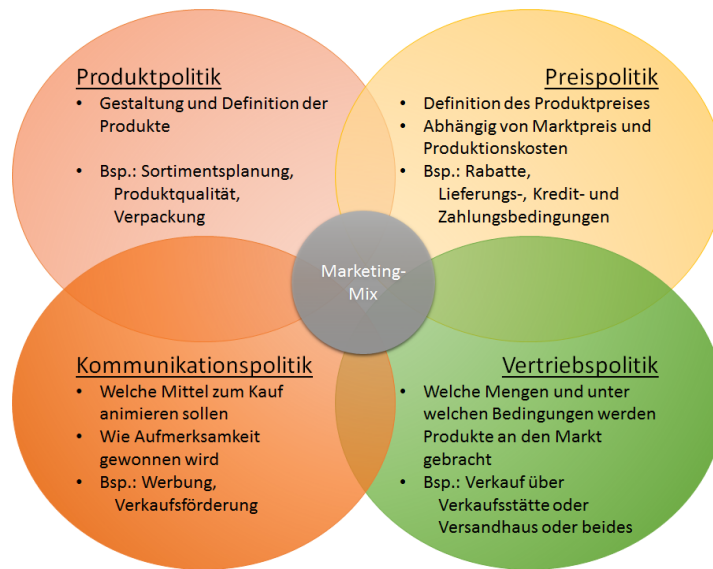 Produktpolitik
• Gestaltung und Definition der
Produkte
• Bsp.: Sortimentsplanung,
Produktqualität,
Verpackung
Preispolitik
• Definition des Produktpreises
• Abhängig von Marktpreis und
Produktionskosten
• Bsp.: Rabatte,
Lieferungs-, Kredit- und
Zahlungsbedingungen
Marketing-
Mix
Kommunikationspolitik
• Welche Mittel zum Kauf
animieren sollen
• Wie Aufmerksamkeit
gewonnen wird
• Bsp.: Werbung,
Verkaufsförderung
Vertriebspolitik
• Welche Mengen und unter
welchen Bedingungen werden
Produkte an den Markt
gebracht
• Bsp.: Verkauf über
Verkaufsstätte oder
Versandhaus oder beides